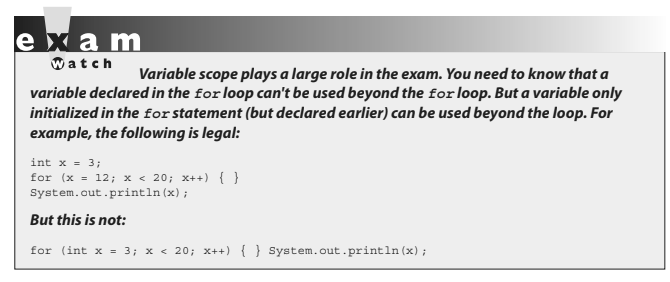 exam
watch
Variable scope plays a large role in the exam. You need to know that a
variable declared in the for loop can't be used beyond the for loop. But a variable only
initialized in the for statement (but declared earlier) can be used beyond the loop. For
example, the following is legal:
int x = 3;
for (x = 12; x < 20; x++) { }
System.out.println(x);
But this is not:
for (int x = 3; x < 20; x++) { } System.out.println(x);